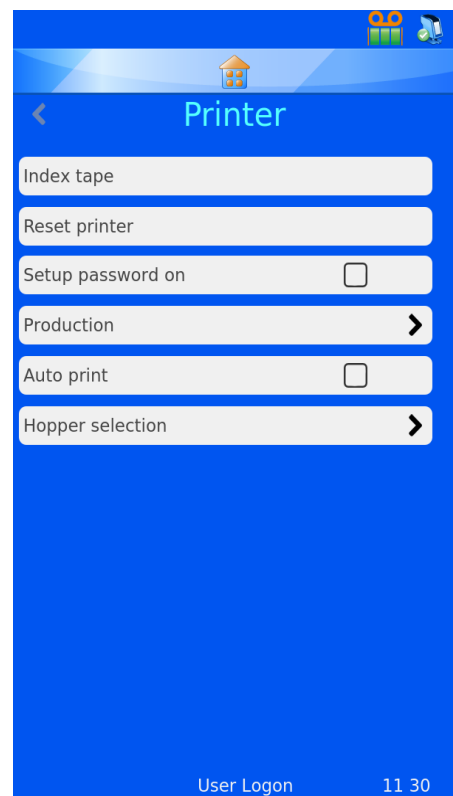 Printer
Index tape
Reset printer
Setup password on
Production
Auto print
Hopper selection
User Logon 11 30